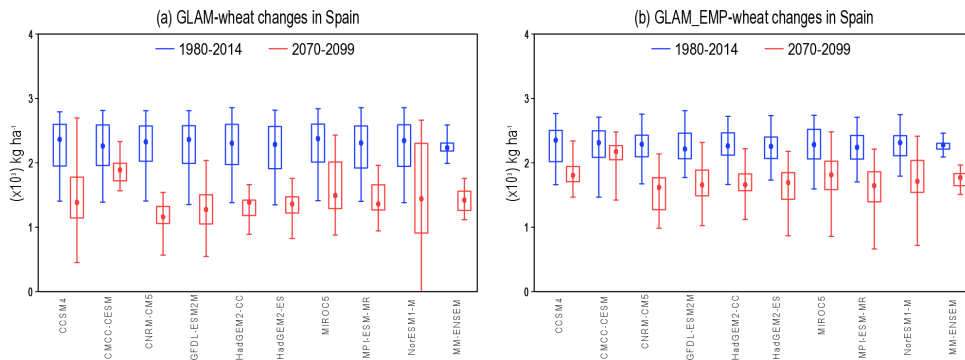 (a) GLAM-wheat changes in Spain
1980-2014 2070-2099
(x10³) kg ha⁻¹
4
3
2
1
0
CCSM4
CMCC-CESM
CNRM-CM5
GFDL-ESM2M
HadGEM2-CC
HadGEM2-ES
MIROC5
MPI-ESM-MR
NorESM1-M
MM-ENSEM
(b) GLAM_EMP-wheat changes in Spain
1980-2014 2070-2099
(x10³) kg ha⁻¹
4
3
2
1
0
CCSM4
CMCC-CESM
CNRM-CM5
GFDL-ESM2M
HadGEM2-CC
HadGEM2-ES
MIROC5
MPI-ESM-MR
NorESM1-M
MM-ENSEM